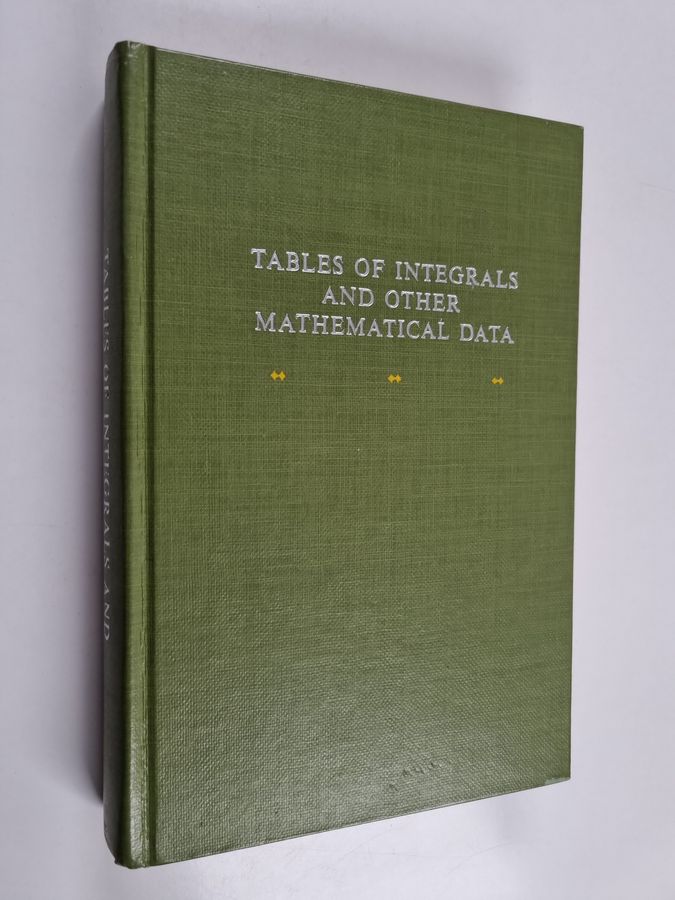 TABLES OF INTEGRALS
AND OTHER
MATHEMATICAL DATA
TABLES OF INTEGRALS AND